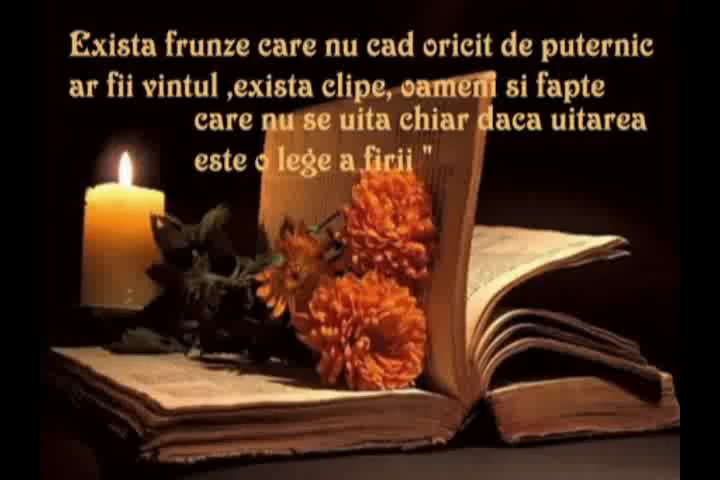 Exista frunze care nu cad oricit de puternic
ar fii vintul ,exista clipe, oameni si fapte
care nu se uita chiar daca uitarea
este o lege a firii "